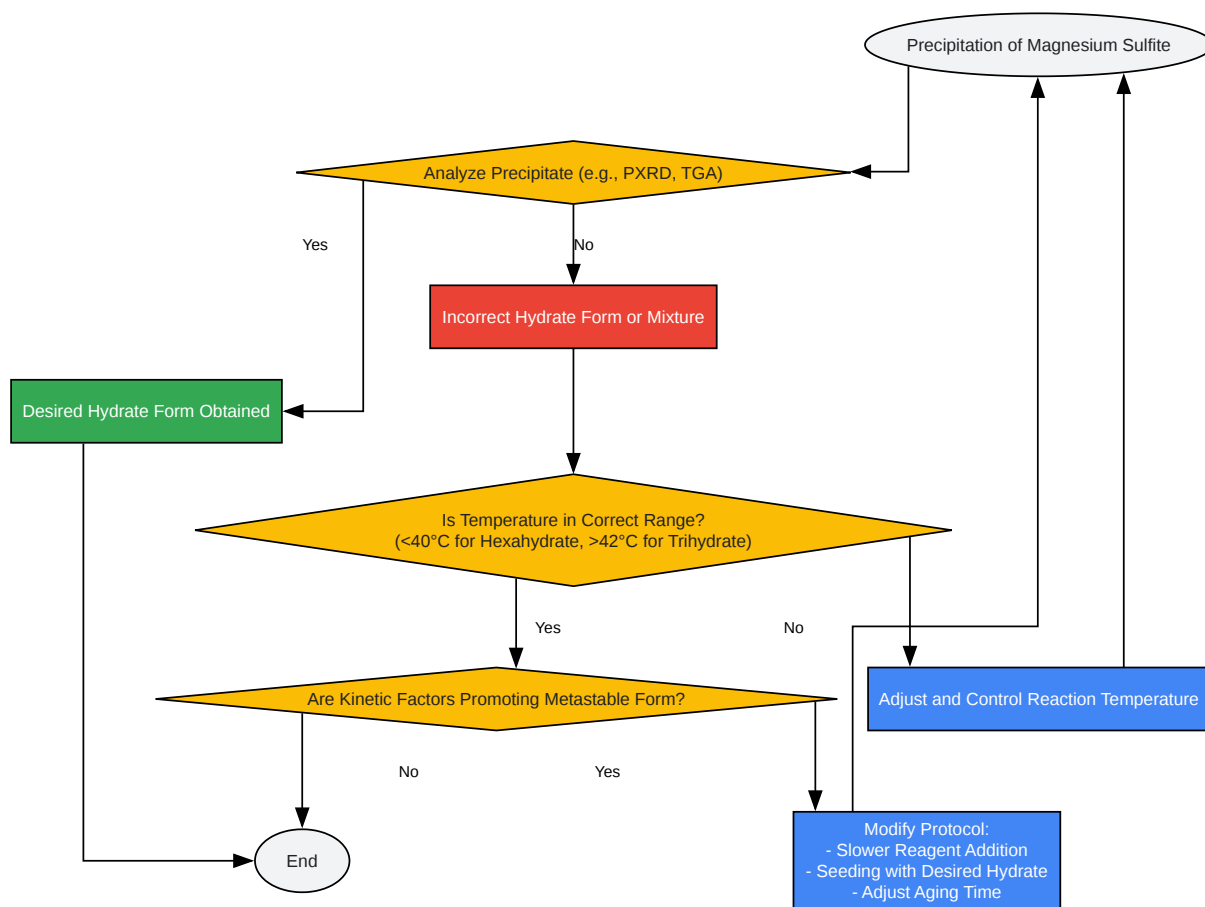 Precipitation of Magnesium Sulfite
Analyze Precipitate (e.g., PXRD, TGA)
Yes
No
Incorrect Hydrate Form or Mixture
Desired Hydrate Form Obtained
Is Temperature in Correct Range?
(<40°C for Hexahydrate, >42°C for Trihydrate)
Yes
No
Are Kinetic Factors Promoting Metastable Form?
Adjust and Control Reaction Temperature
No
Yes
End
Modify Protocol:
- Slower Reagent Addition
- Seeding with Desired Hydrate
- Adjust Aging Time